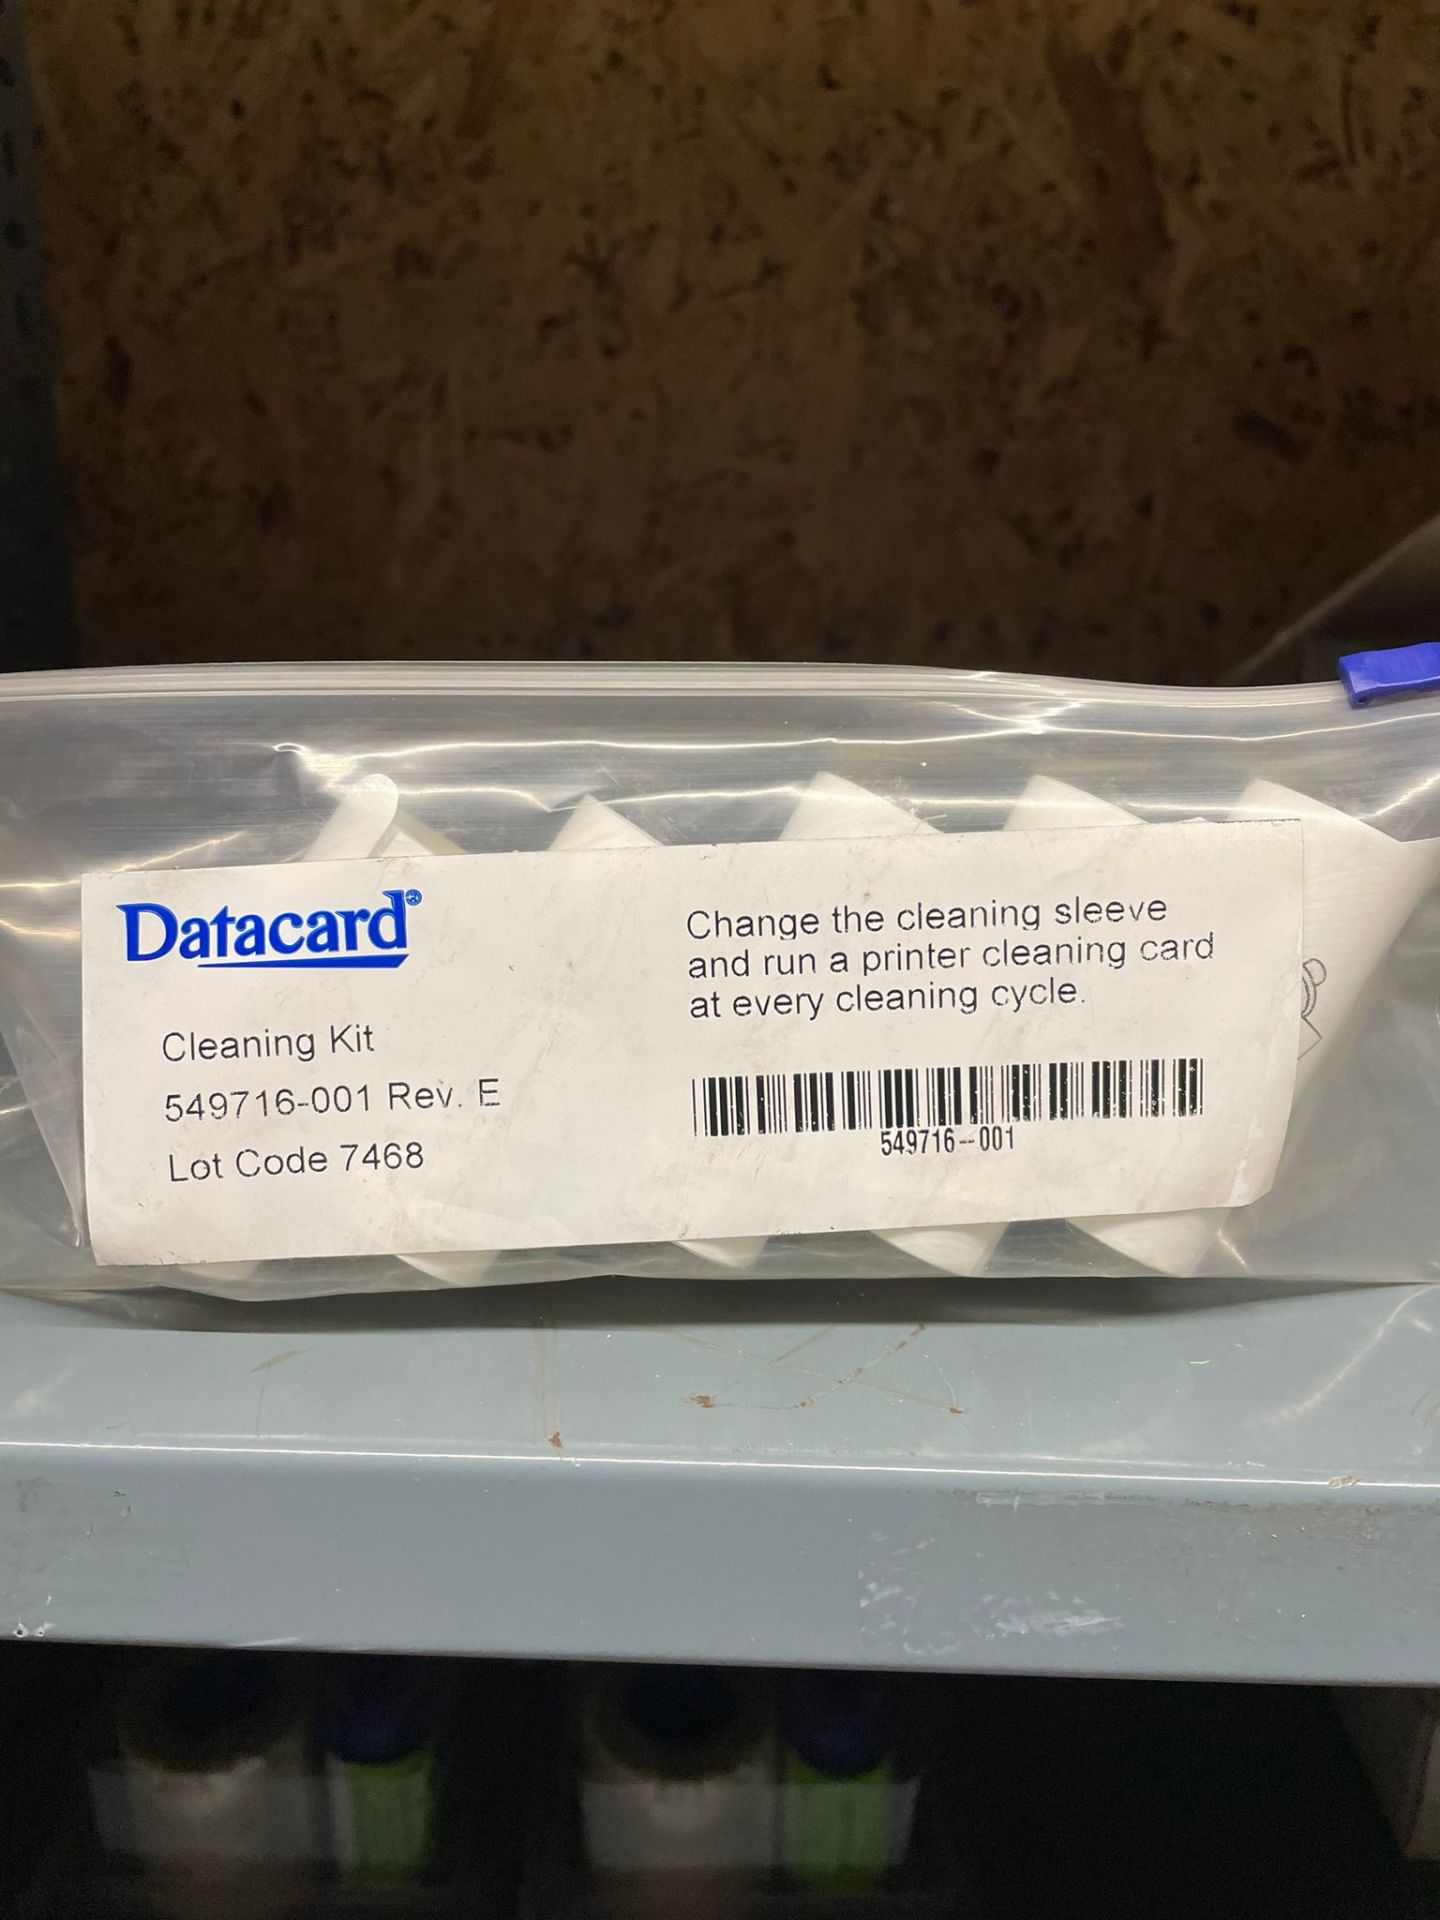 Datacard®
Cleaning Kit
549716-001 Rev. E
Lot Code 7468
Change the cleaning sleeve
and run a printer cleaning card
at every cleaning cycle.
549716-001